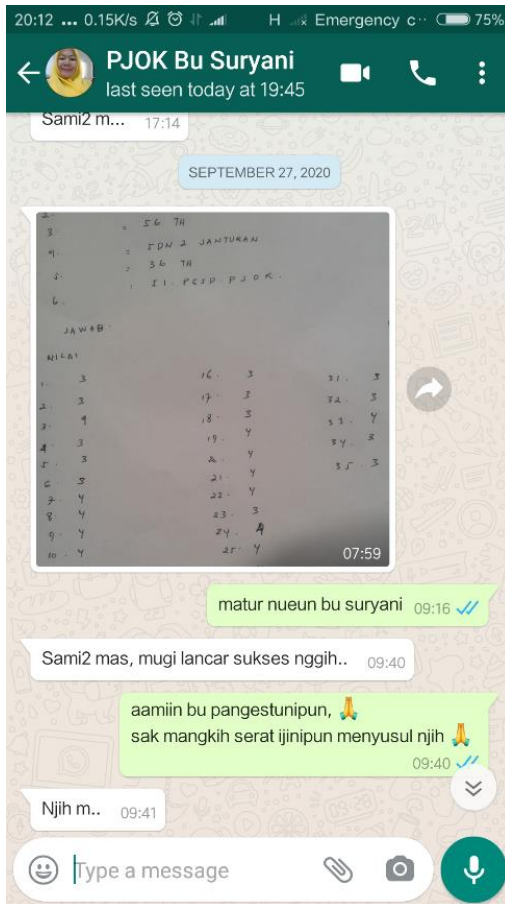 20:12 ... 0.15K/s H Emergency c·· 75%
PJOK Bu Suryani
last seen today at 19:45
Sami2 m... 17:14
SEPTEMBER 27, 2020
2.
3. = 56 TH
4. = SDN 2 JANTURAN
5. : 36 TH
6. : S1. PGSD PJOK.
JAWAB.
NILAI
1. 3 16. 3 31. 3
2. 3 17. 3 32. 3
3. 4 18. 3 33. 4
4. 3 19. 4 34. 3
5. 3 20. 4 35. 3
6. 3 21. 4
7. 4 22. 4
8. 4 23. 3
9. 4 24. 4
10. 4 25. 4
07:59
matur nueun bu suryani 09:16
Sami2 mas, mugi lancar sukses nggih.. 09:40
aamiin bu pangestunipun, 🙏
sak mangkih serat ijinipun menyusul njih 🙏
09:40
Njih m.. 09:41
Type a message